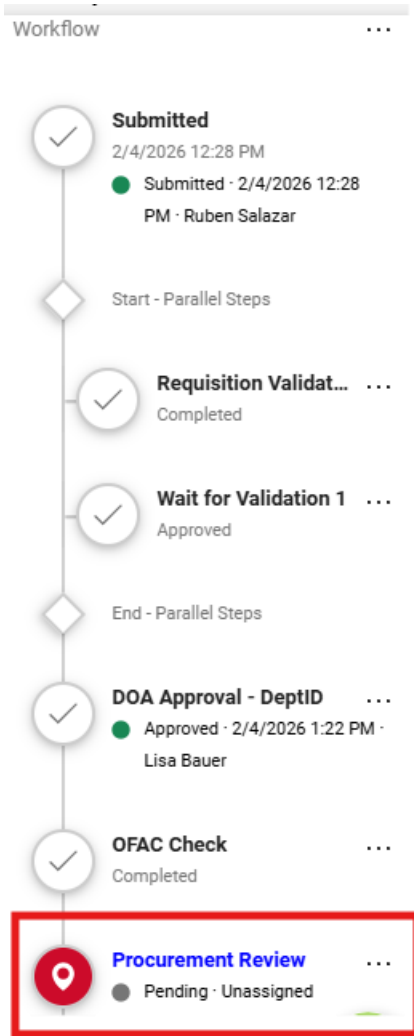 Workflow
...
Submitted
2/4/2026 12:28 PM
Submitted · 2/4/2026 12:28
PM · Ruben Salazar
Start - Parallel Steps
Requisition Validat... ...
Completed
Wait for Validation 1 ...
Approved
End - Parallel Steps
DOA Approval - DeptID ...
Approved · 2/4/2026 1:22 PM ·
Lisa Bauer
OFAC Check ...
Completed
Procurement Review ...
Pending · Unassigned